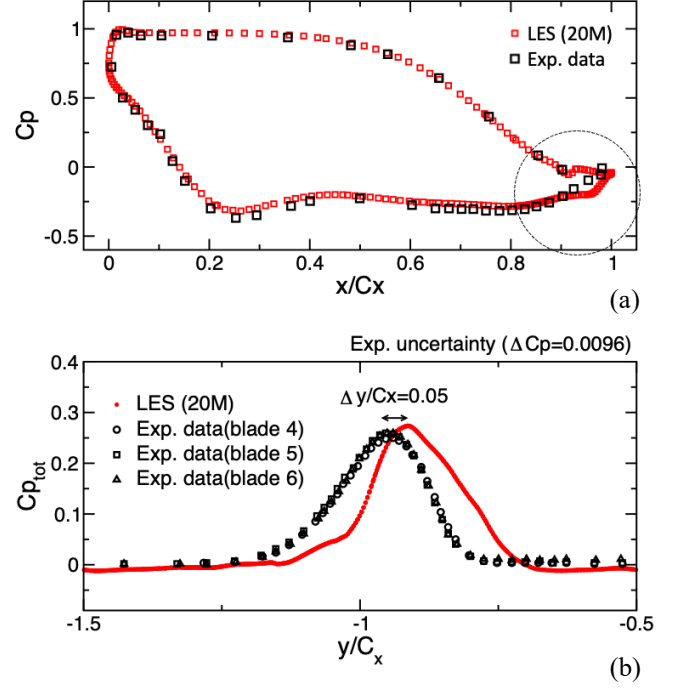 1
0.5
0
-0.5
Cp
LES (20M)
Exp. data
0 0.2 0.4 0.6 0.8 1
x/Cx
(a)
Exp. uncertainty (ΔCp=0.0096)
0.4
0.3
0.2
0.1
0
Cp_tot
Δy/Cx=0.05
LES (20M)
Exp. data(blade 4)
Exp. data(blade 5)
Exp. data(blade 6)
-1.5 -1 -0.5
y/C_x
(b)